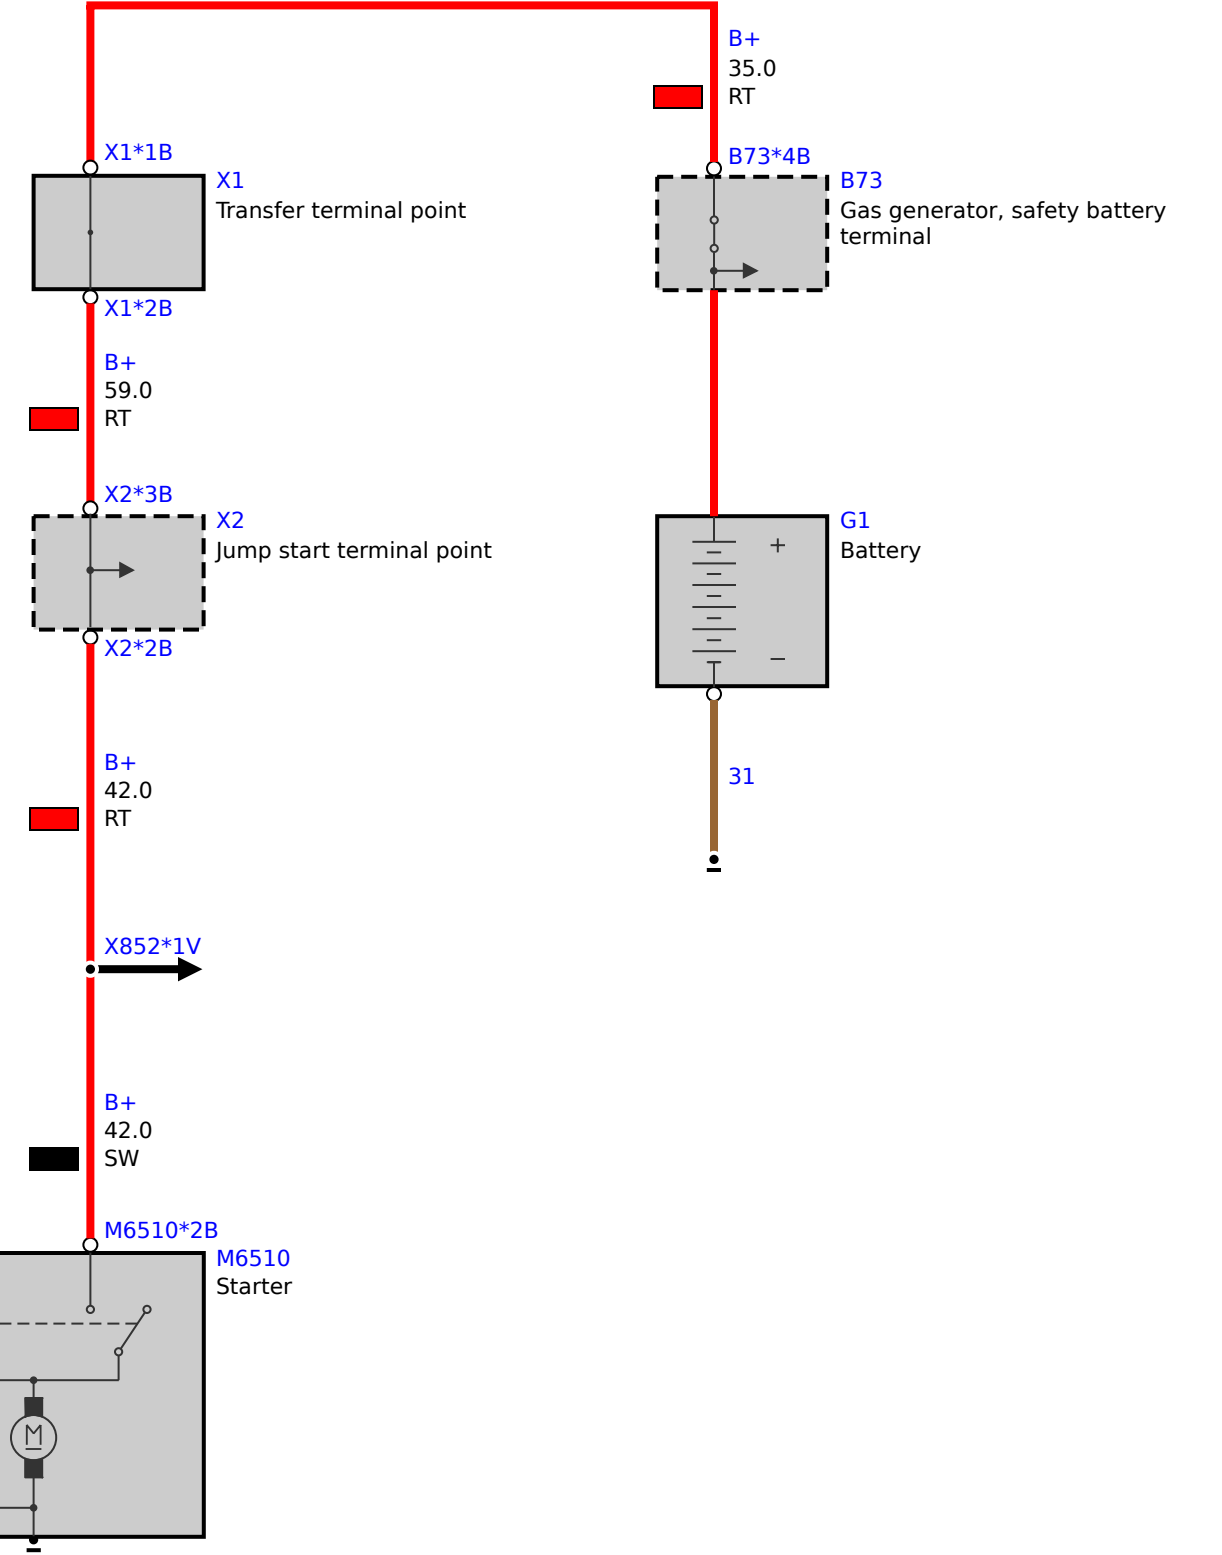 B+
35.0
RT
X1*1B
X1
Transfer terminal point
X1*2B
B73*4B
B73
Gas generator, safety battery
terminal
B+
59.0
RT
X2*3B
X2
Jump start terminal point
X2*2B
G1
Battery
+
−
B+
42.0
RT
31
X852*1V
B+
42.0
SW
M6510*2B
M6510
Starter
M